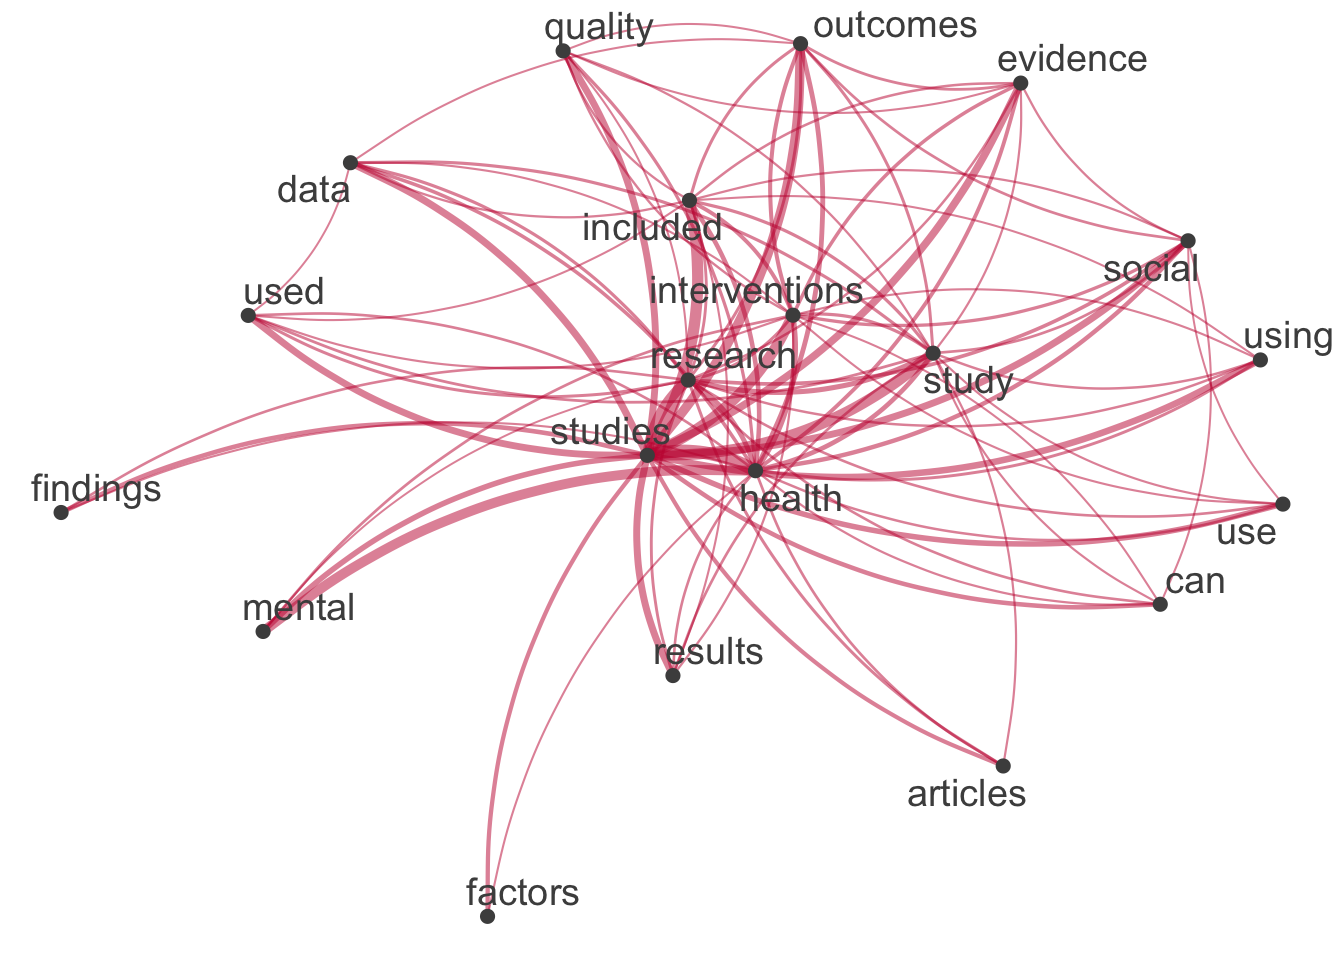 quality
outcomes
evidence
data
included
social
used
interventions
using
research
study
studies
findings
health
use
can
mental
results
articles
factors